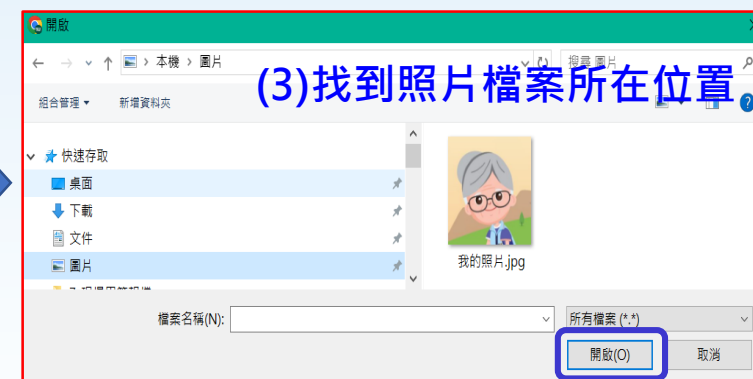 開啟
本機 › 圖片
搜尋 圖片
(3)找到照片檔案所在位置
組合管理 新增資料夾
快速存取
桌面
下載
文件
圖片
我的照片.jpg
檔案名稱(N):
所有檔案 (*.*)
開啟(O) 取消